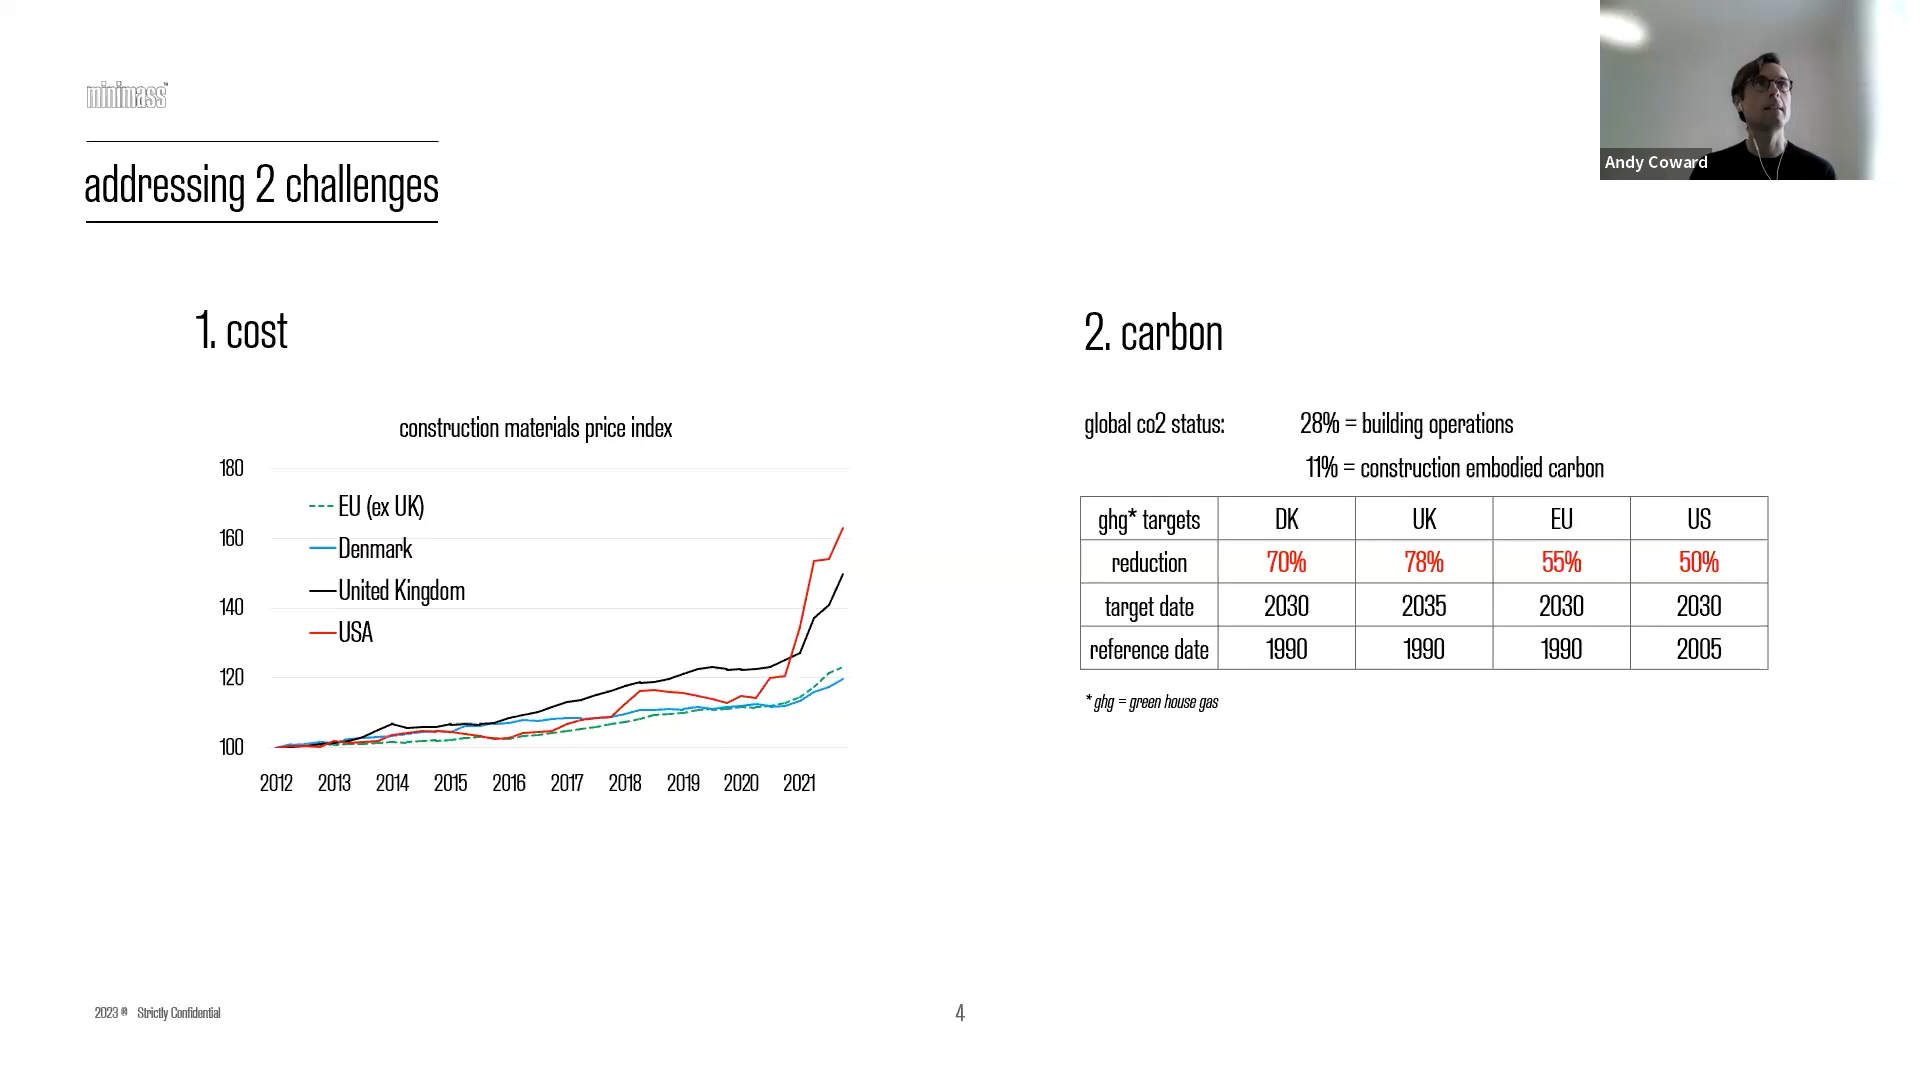 minimass™
addressing 2 challenges
Andy Coward
1. cost
construction materials price index
180
160
140
120
100
EU (ex UK)
Denmark
United Kingdom
USA
2012 2013 2014 2015 2016 2017 2018 2019 2020 2021
2. carbon
global co2 status: 28% = building operations
11% = construction embodied carbon
ghg* targets DK UK EU US
reduction 70% 78% 55% 50%
target date 2030 2035 2030 2030
reference date 1990 1990 1990 2005
* ghg = green house gas
2023 © Strictly Confidential
4